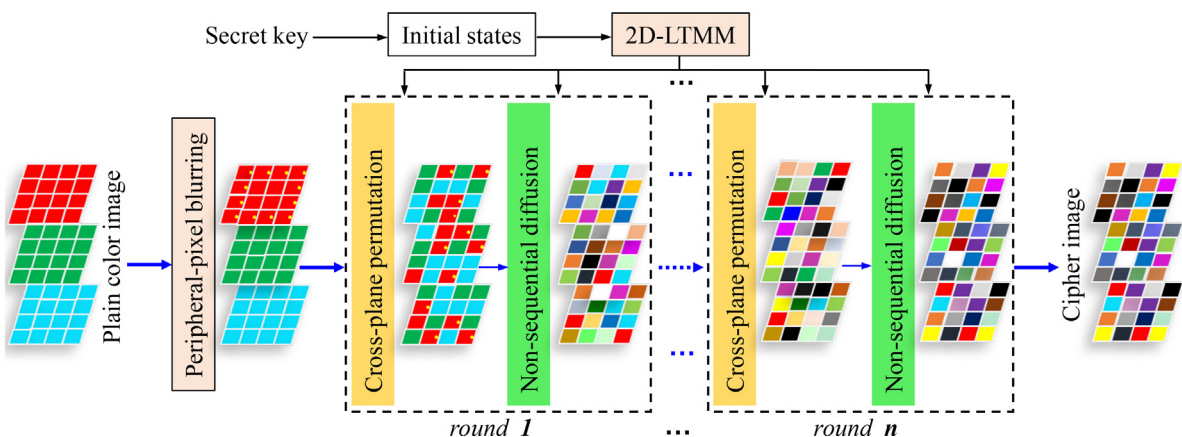 Secret key
Initial states
2D-LTMM
...
Plain color image
Peripheral-pixel blurring
Cross-plane permutation
Non-sequential diffusion
...
...
...
Cross-plane permutation
Non-sequential diffusion
Cipher image
round 1
...
round n